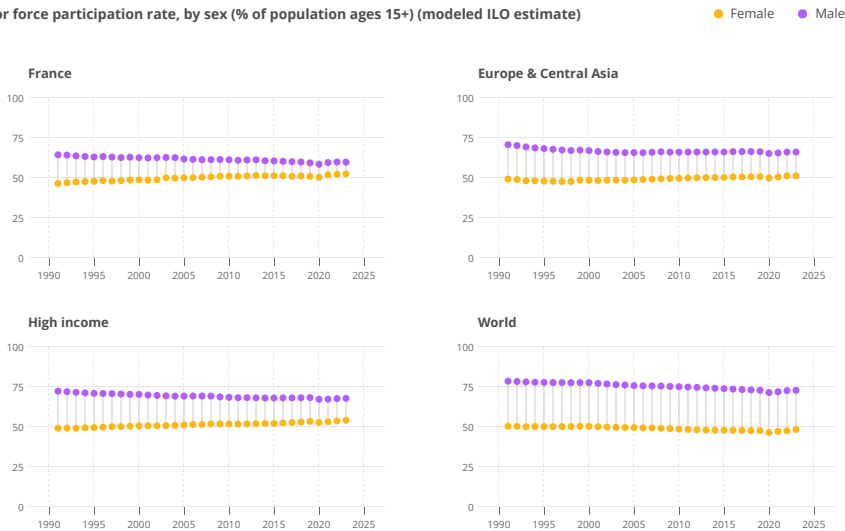 force participation rate, by sex (% of population ages 15+) (modeled ILO estimate)
Female Male
France
Europe & Central Asia
100
75
50
25
0
1990 1995 2000 2005 2010 2015 2020 2025
100
75
50
25
0
1990 1995 2000 2005 2010 2015 2020 2025
High income
World
100
75
50
25
0
1990 1995 2000 2005 2010 2015 2020 2025
100
75
50
25
0
1990 1995 2000 2005 2010 2015 2020 2025